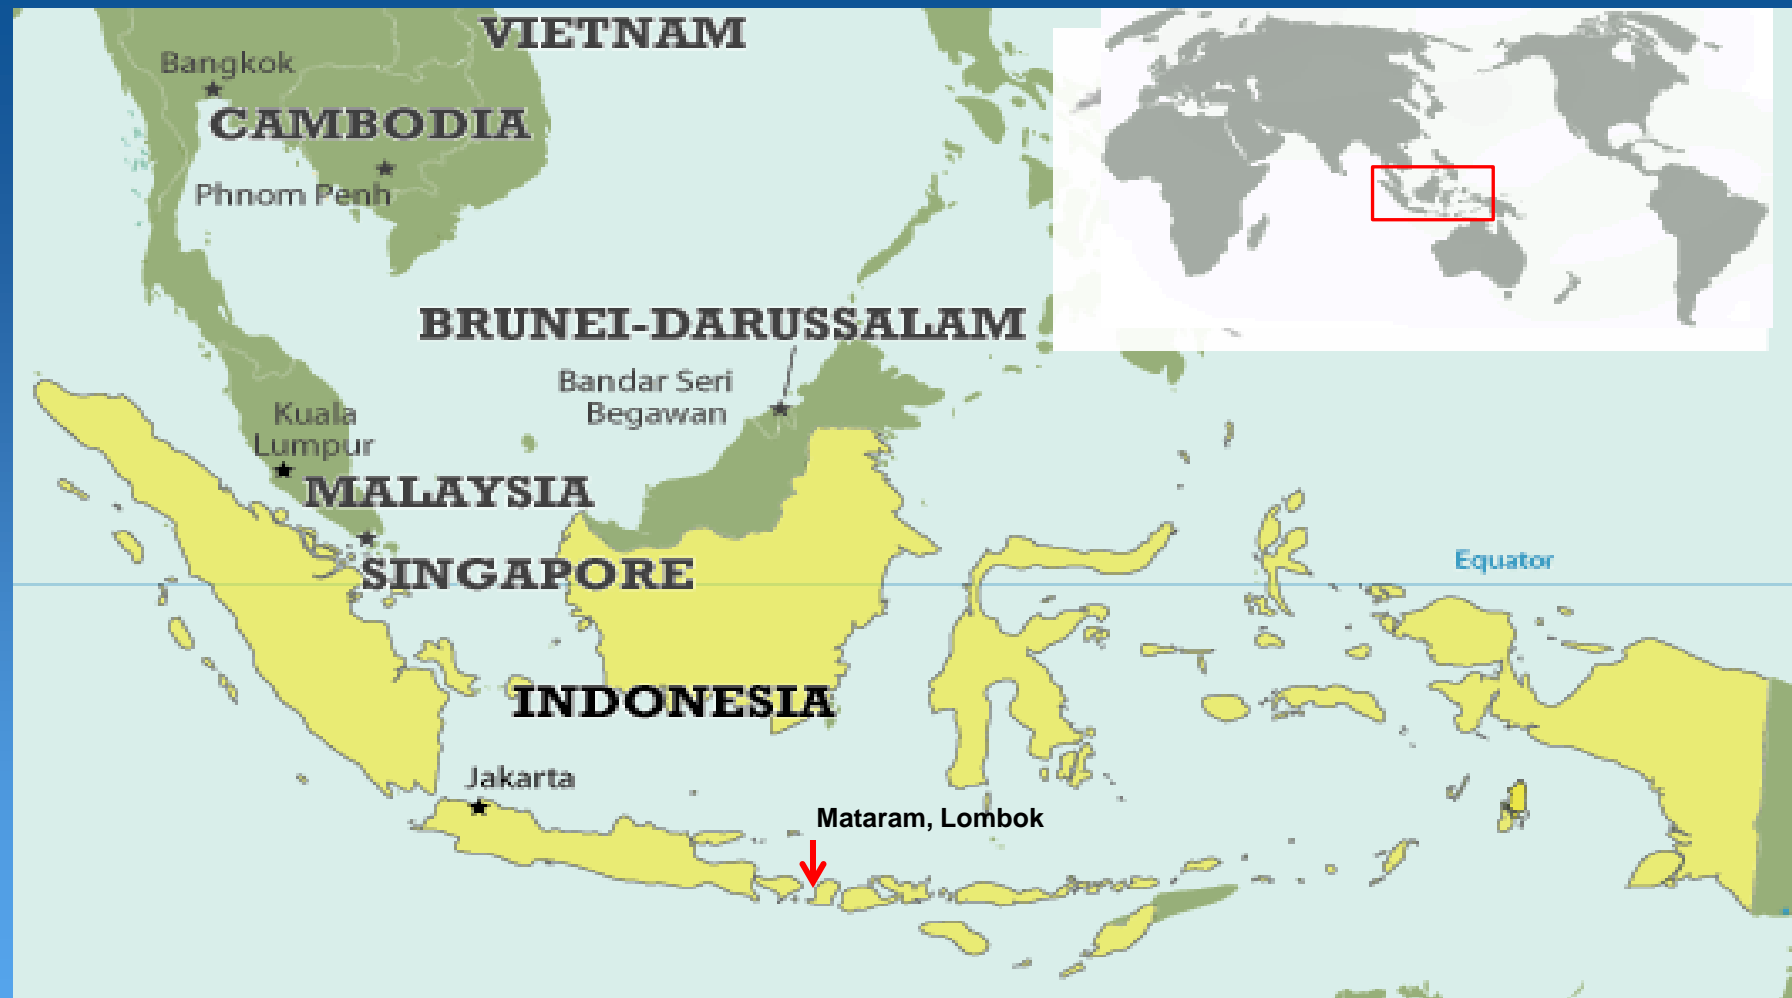 VIETNAM
Bangkok
CAMBODIA
Phnom Penh
BRUNEI-DARUSSALAM
Bandar Seri
Begawan
Kuala
Lumpur
MALAYSIA
SINGAPORE
Equator
INDONESIA
Jakarta
Mataram, Lombok